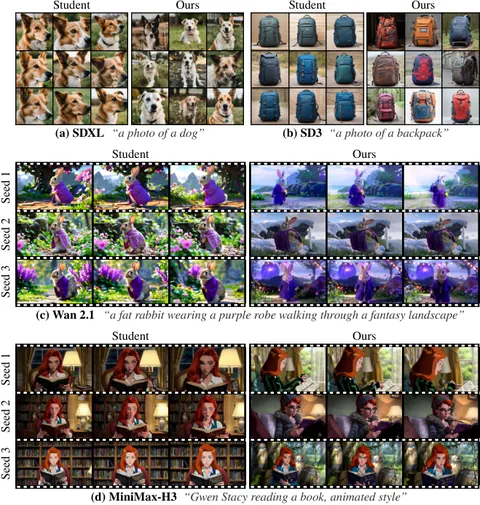 Student Ours Student Ours
(a) SDXL "a photo of a dog" (b) SD3 "a photo of a backpack"
Student Ours
Seed 1
Seed 2
Seed 3
(c) Wan 2.1 "a fat rabbit wearing a purple robe walking through a fantasy landscape"
Student Ours
Seed 1
Seed 2
Seed 3
(d) MiniMax-H3 "Gwen Stacy reading a book, animated style"